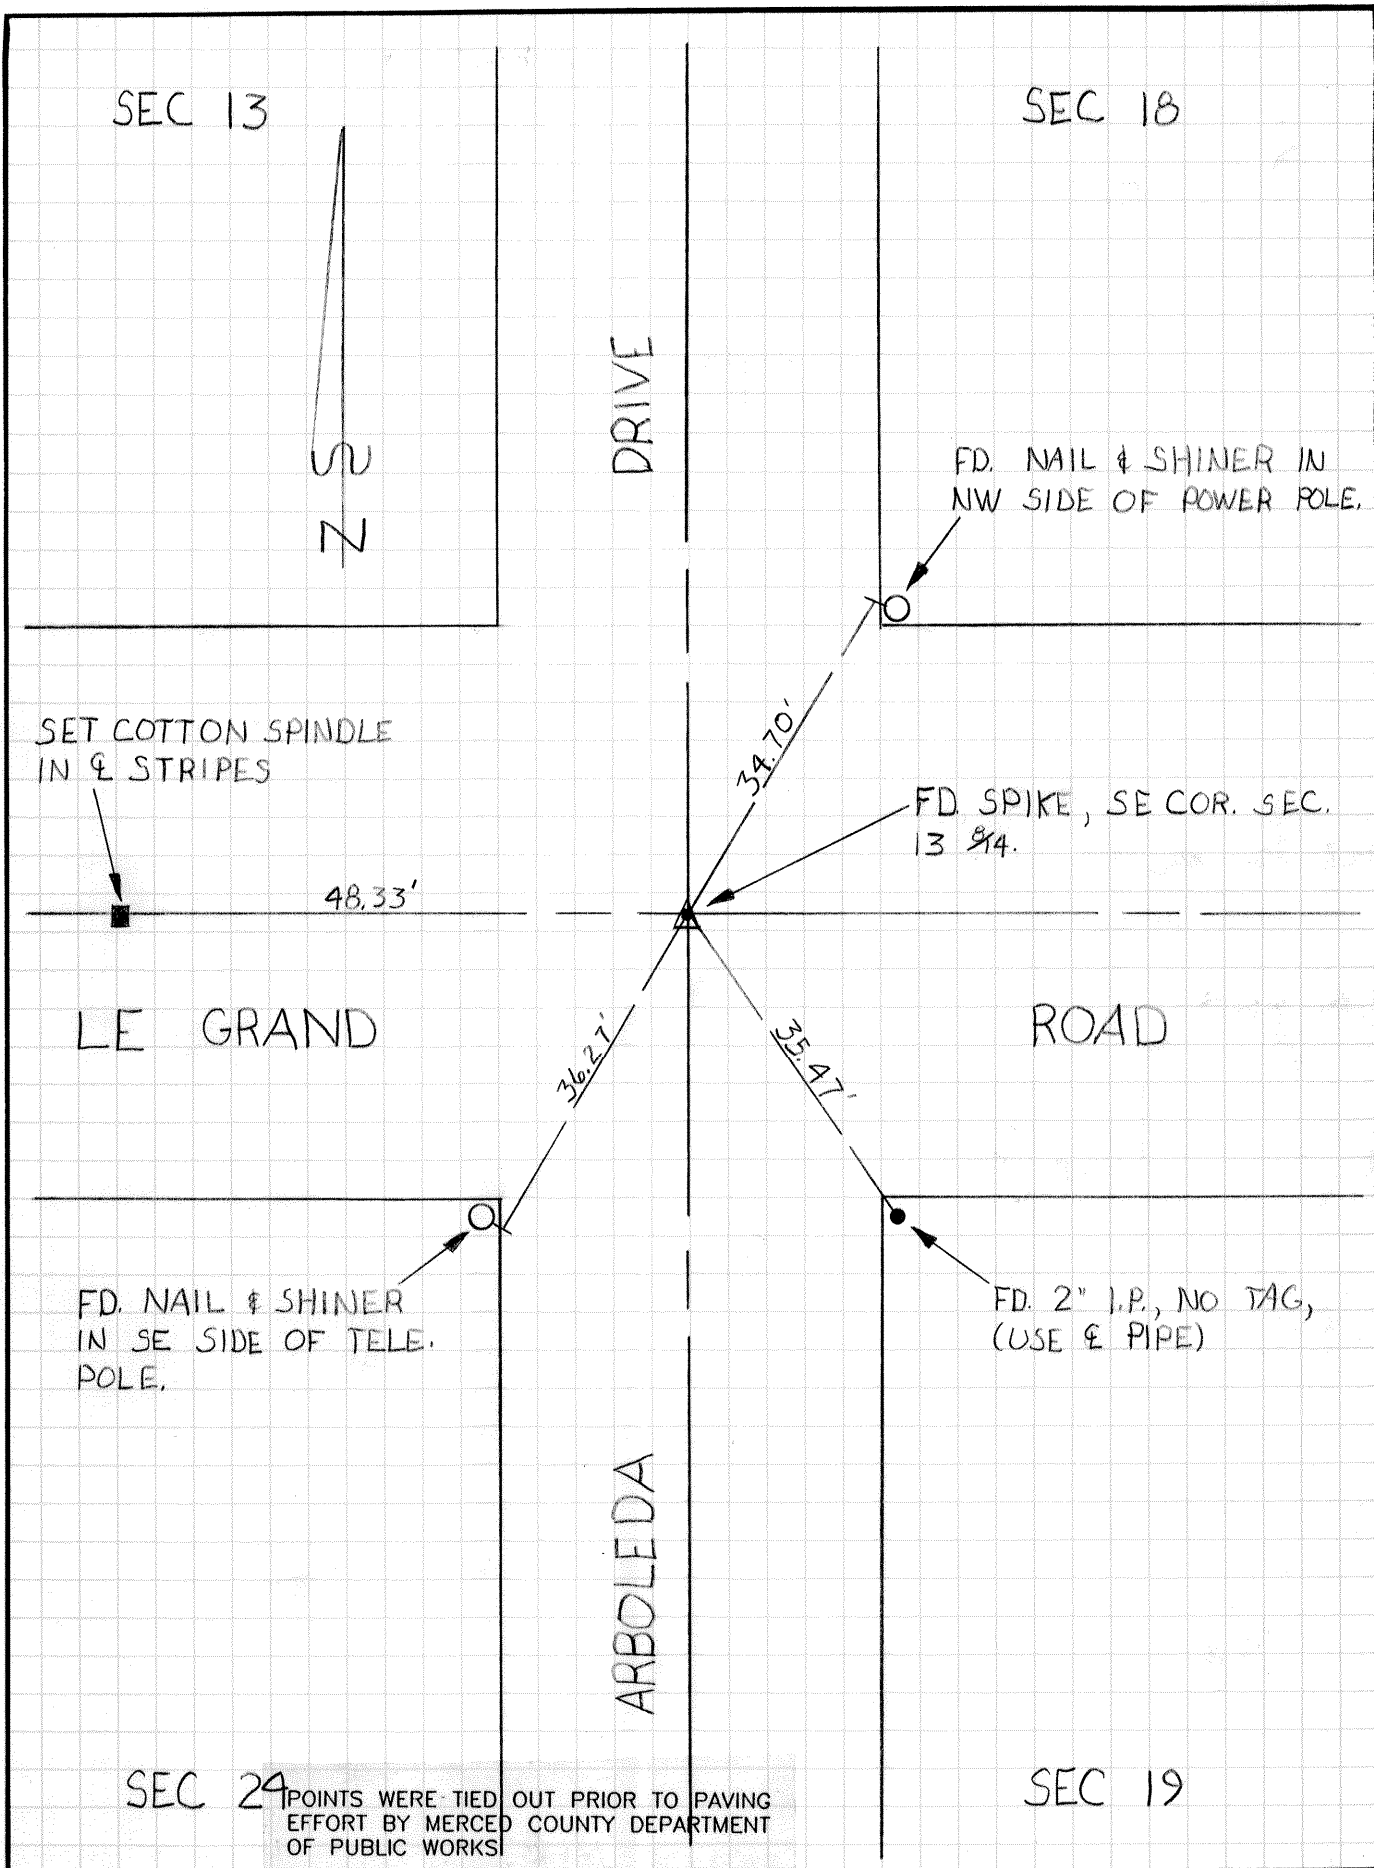 SEC 13
SEC 18
N
S
DRIVE
FD. NAIL & SHINER IN
NW SIDE OF POWER POLE.
SET COTTON SPINDLE
IN ℄ STRIPES
34.70'
FD. SPIKE, SE COR. SEC.
13 8/14.
48.33'
LE GRAND
ROAD
36.27'
35.47'
FD. NAIL & SHINER
IN SE SIDE OF TELE.
POLE.
FD. 2" I.P., NO TAG,
(USE ℄ PIPE)
ARBOLEDA
SEC 24
SEC 19
POINTS WERE TIED OUT PRIOR TO PAVING
EFFORT BY MERCED COUNTY DEPARTMENT
OF PUBLIC WORKS